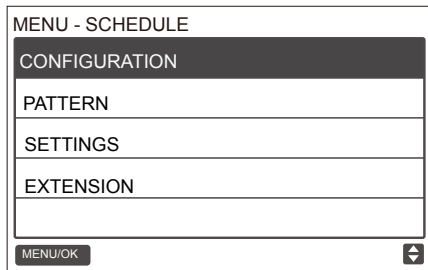 MENU - SCHEDULE
CONFIGURATION
PATTERN
SETTINGS
EXTENSION
MENU/OK